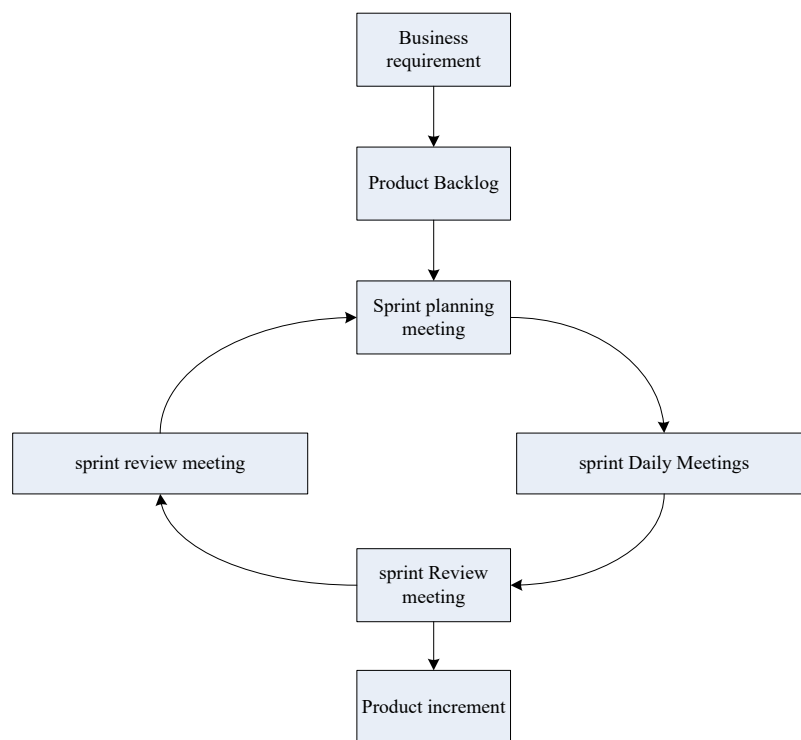 Business
requirement
Product Backlog
Sprint planning
meeting
sprint review meeting
sprint Daily Meetings
sprint Review
meeting
Product increment